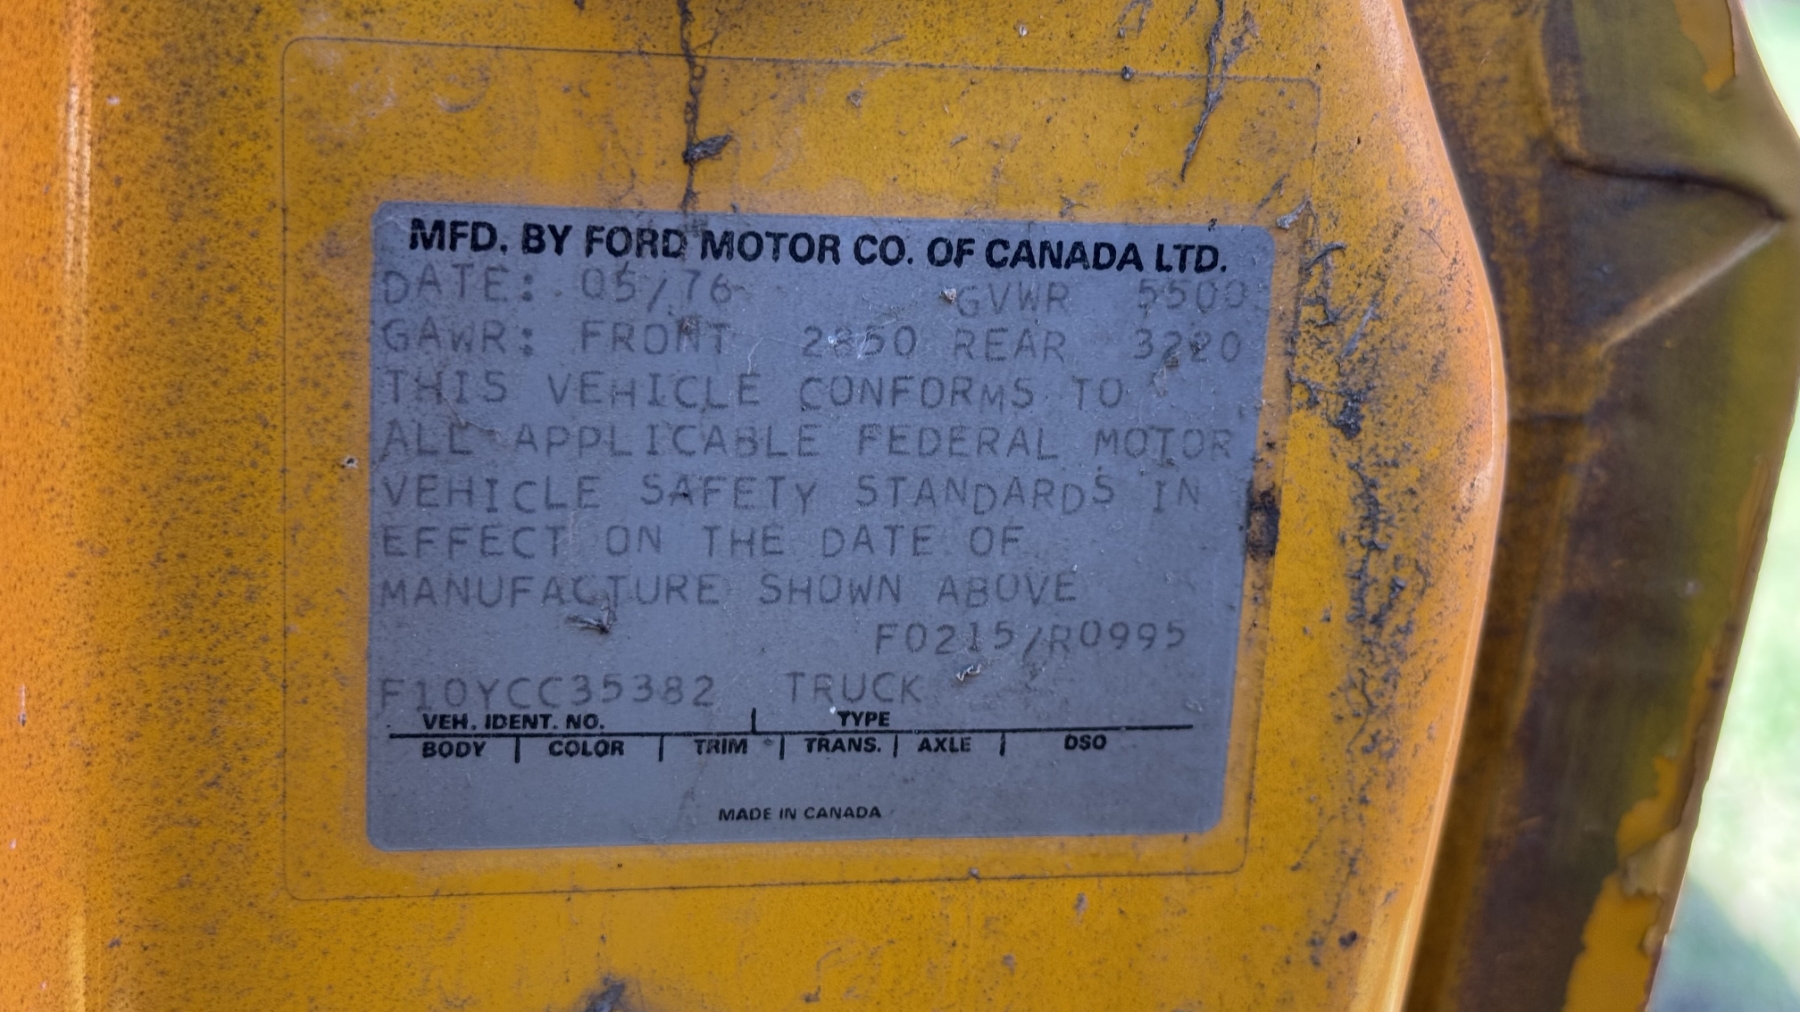 MFD. BY FORD MOTOR CO. OF CANADA LTD.
DATE: 05/76 GVWR 5500
GAWR: FRONT 2850 REAR 3220
THIS VEHICLE CONFORMS TO
ALL APPLICABLE FEDERAL MOTOR
VEHICLE SAFETY STANDARDS IN
EFFECT ON THE DATE OF
MANUFACTURE SHOWN ABOVE
F0215/R0995
F10YCC35382 TRUCK
VEH. IDENT. NO. TYPE
BODY COLOR TRIM TRANS. AXLE DSO
MADE IN CANADA